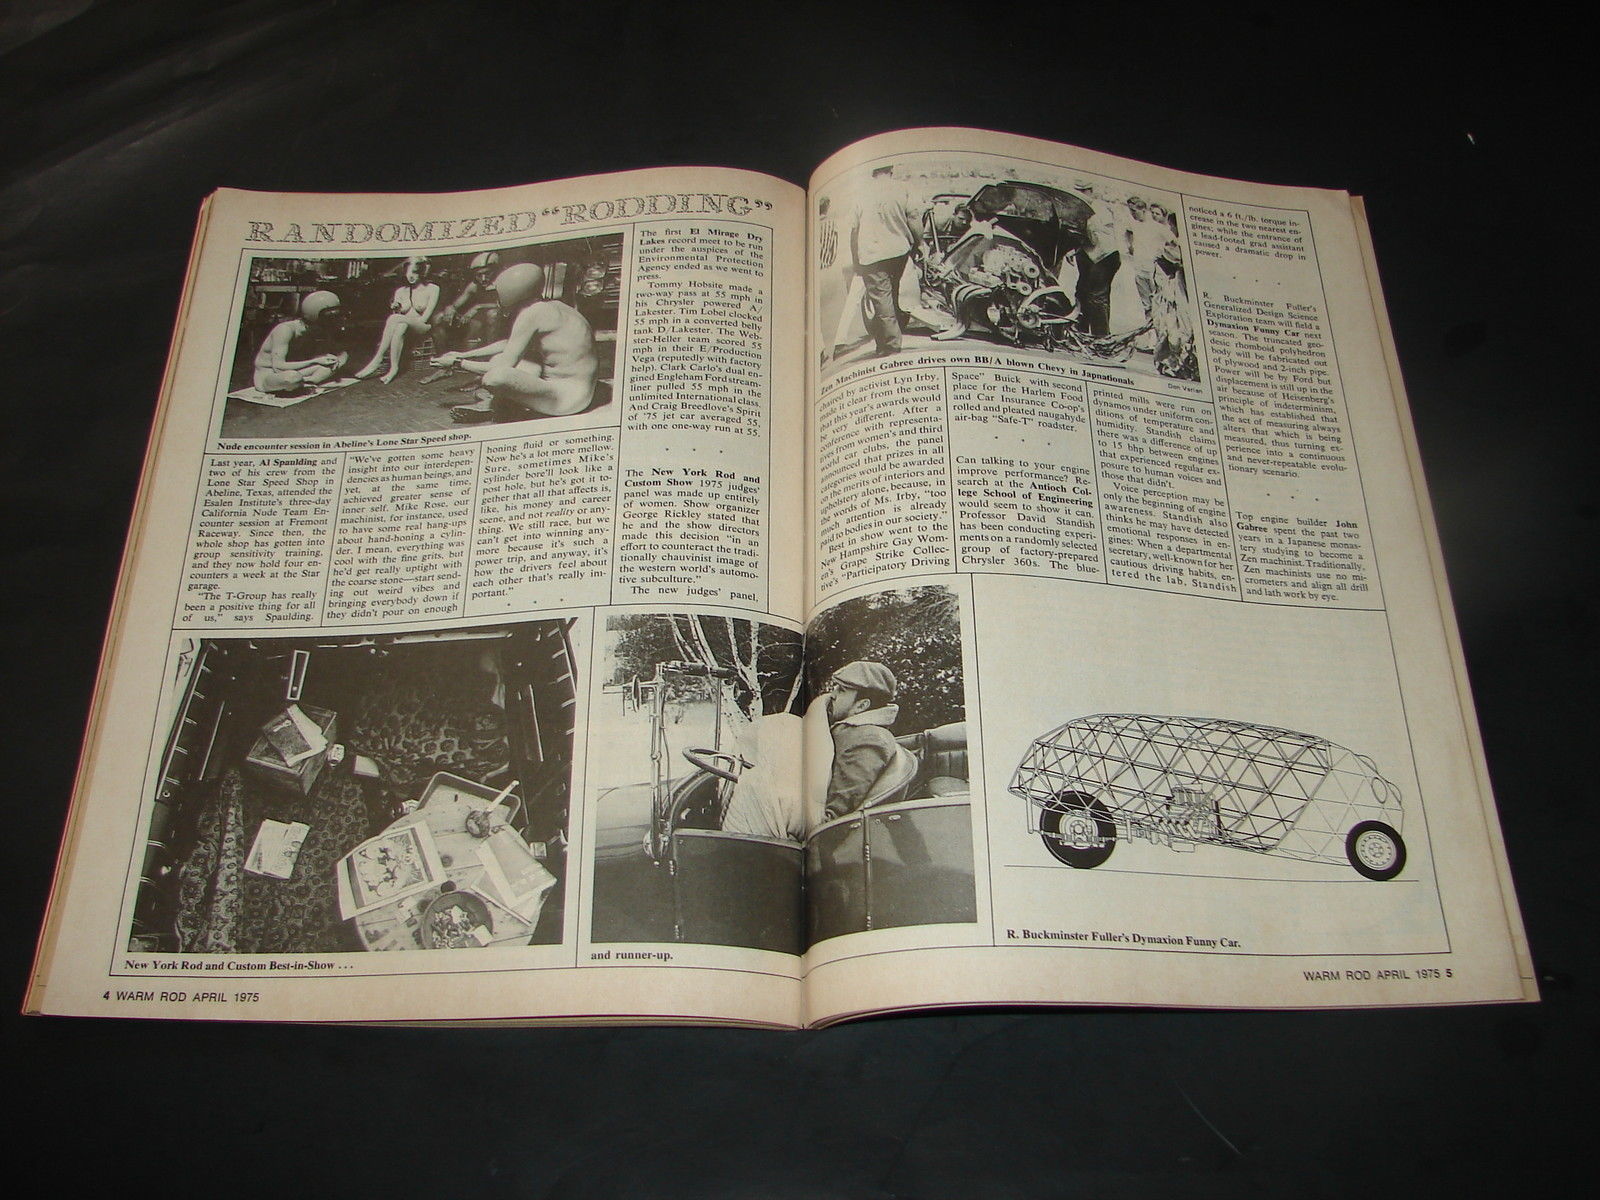 RANDOMIZED “RODDING”
Nude encounter session in Abeline's Lone Star Speed shop.
Last year, Al Spaulding and
two of his crew from the
Lone Star Speed Shop in
Abeline, Texas, attended the
Esalen Institute's three-day
California Nude Team En-
counter session at Fremont
Raceway. Since then, the
whole shop has gotten into
group sensitivity training,
and they now hold four en-
counters a week at the Star
garage.
“The T-Group has really
been a positive thing for all
of us,” says Spaulding.
“We've gotten some heavy
insight into our interdepen-
dencies as human beings, and
yet, at the same time,
achieved greater sense of
inner self. Mike Rose, our
machinist, for instance, used
to have some real hang-ups
about hand-honing a cylin-
der. I mean, everything was
cool with the fine grits, but
he'd get really uptight with
the coarse stone—start send-
ing out weird vibes and
bringing everybody down if
they didn't pour on enough
honing fluid or something.
Now he's a lot more mellow.
Sure, sometimes Mike's
cylinder bore'll look like a
post hole, but he's got it to-
gether that all that affects is,
like, his money and career
scene, and not reality or any-
thing. We still race, but we
can't get into winning any-
more because it's such a
power trip, and anyway, it's
how the drivers feel about
each other that's really im-
portant.”
The first El Mirage Dry
Lakes record meet to be run
under the auspices of the
Environmental Protection
Agency ended as we went to
press.
Tommy Hobsite made a
two-way pass at 55 mph in
his Chrysler powered A/
Lakester. Tim Lobel clocked
55 mph in a converted belly
tank D/Lakester. The Web-
ster-Heller team scored 55
mph in their E/Production
Vega (reputedly with factory
help). Clark Carlo's dual en-
gined Engleham Ford stream-
liner pulled 55 mph in the
unlimited International class,
And Craig Breedlove's Spirit
of '75 jet car averaged 55,
with one one-way run at 55.
The New York Rod and
Custom Show 1975 judges'
panel was made up entirely
of women. Show organizer
George Rickley stated that
he and the show directors
made this decision “in an
effort to counteract the tradi-
tionally chauvinist image of
the western world's automo-
tive subculture.”
The new judges' panel,
New York Rod and Custom Best-in-Show ...
and runner-up.
4 WARM ROD APRIL 1975
Zen Machinist Gabree drives own BB/A blown Chevy in Japnationals
Don Varian
chaired by activist Lyn Irby,
made it clear from the onset
that this year's awards would
be very different. After a
conference with representa-
tives from women's and third
world car clubs, the panel
announced that prizes in all
categories would be awarded
on the merits of interiors and
upholstery alone, because, in
the words of Ms. Irby, “too
much attention is already
paid to bodies in our society.”
Best in show went to the
New Hampshire Gay Wom-
en's Grape Strike Collec-
tive's “Participatory Driving
Space” Buick with second
place for the Harlem Food
and Car Insurance Co-op's
rolled and pleated naugahyde
air-bag “Safe-T” roadster.
Can talking to your engine
improve performance? Re-
search at the Antioch Col-
lege School of Engineering
would seem to show it can.
Professor David Standish
has been conducting experi-
ments on a randomly selected
group of factory-prepared
Chrysler 360s. The blue-
printed mills were run on
dynamos under uniform con-
ditions of temperature and
humidity. Standish claims
there was a difference of up
to 15 bhp between engines
that experienced regular ex-
posure to human voices and
those that didn't.
Voice perception may be
only the beginning of engine
awareness. Standish also
thinks he may have detected
emotional responses in en-
gines: When a departmental
secretary, well-known for her
cautious driving habits, en-
tered the lab, Standish
noticed a 6 ft./lb. torque in-
crease in the two nearest en-
gines; while the entrance of
a lead-footed grad assistant
caused a dramatic drop in
power.
R. Buckminster Fuller's
Generalized Design Science
Exploration team will field a
Dymaxion Funny Car next
season. The truncated geo-
desic rhomboid polyhedron
body will be fabricated out
of plywood and 2-inch pipe.
Power will be by Ford but
displacement is still up in the
air because of Heisenberg's
principle of indeterminism,
which has established that
the act of measuring always
alters that which is being
measured, thus turning ex-
istence into a continuous
and never-repeatable evolu-
tionary scenario.
Top engine builder John
Gabree spent the past two
years in a Japanese monas-
tery studying to become a
Zen machinist. Traditionally,
Zen machinists use no mi-
crometers and align all drill
and lath work by eye.
R. Buckminster Fuller's Dymaxion Funny Car.
WARM ROD APRIL 1975 5